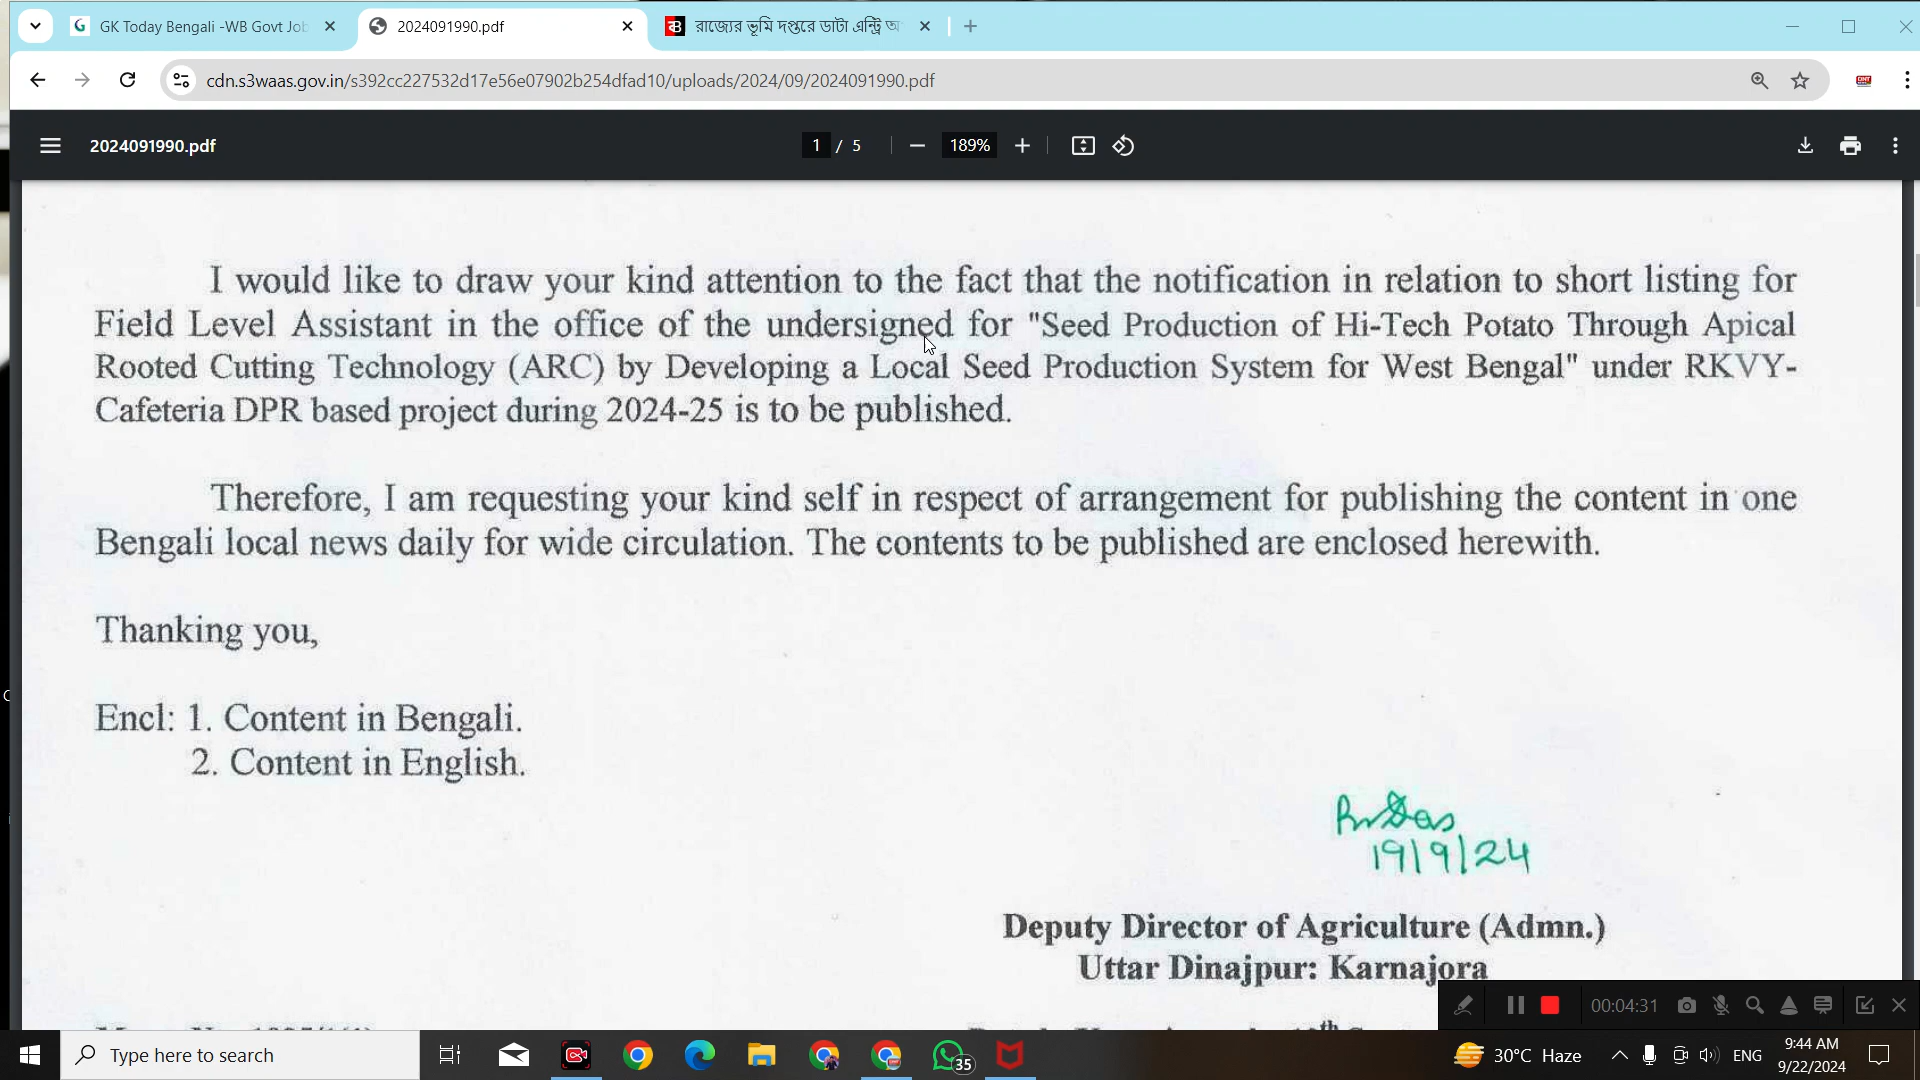 GK Today Bengali -WB Govt Job
2024091990.pdf
রাজ্যের ভূমি দপ্তরে ডাটা এন্ট্রি অ
cdn.s3waas.gov.in/s392cc227532d17e56e07902b254dfad10/uploads/2024/09/2024091990.pdf
2024091990.pdf
1 / 5
189%
I would like to draw your kind attention to the fact that the notification in relation to short listing for
Field Level Assistant in the office of the undersigned for "Seed Production of Hi-Tech Potato Through Apical
Rooted Cutting Technology (ARC) by Developing a Local Seed Production System for West Bengal" under RKVY-
Cafeteria DPR based project during 2024-25 is to be published.
Therefore, I am requesting your kind self in respect of arrangement for publishing the content in one
Bengali local news daily for wide circulation. The contents to be published are enclosed herewith.
Thanking you,
Encl: 1. Content in Bengali.
2. Content in English.
19/9/24
Deputy Director of Agriculture (Admn.)
Uttar Dinajpur: Karnajora
00:04:31
Type here to search
35
30°C Haze
ENG
9:44 AM
9/22/2024